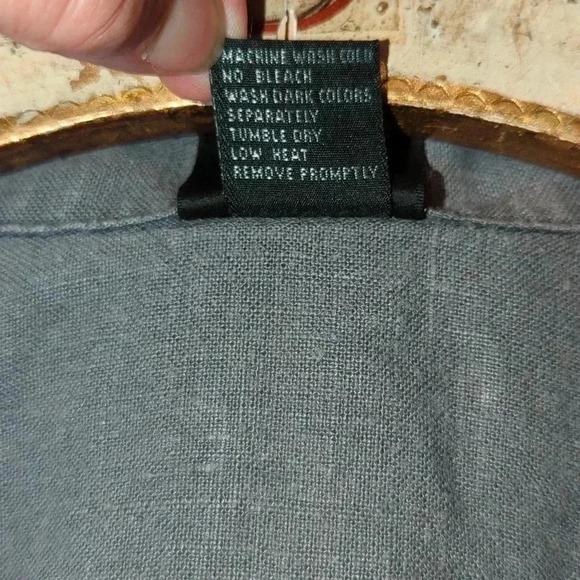 MACHINE WASH COLD
NO BLEACH
WASH DARK COLORS
SEPARATELY
TUMBLE DRY
LOW HEAT
REMOVE PROMPTLY